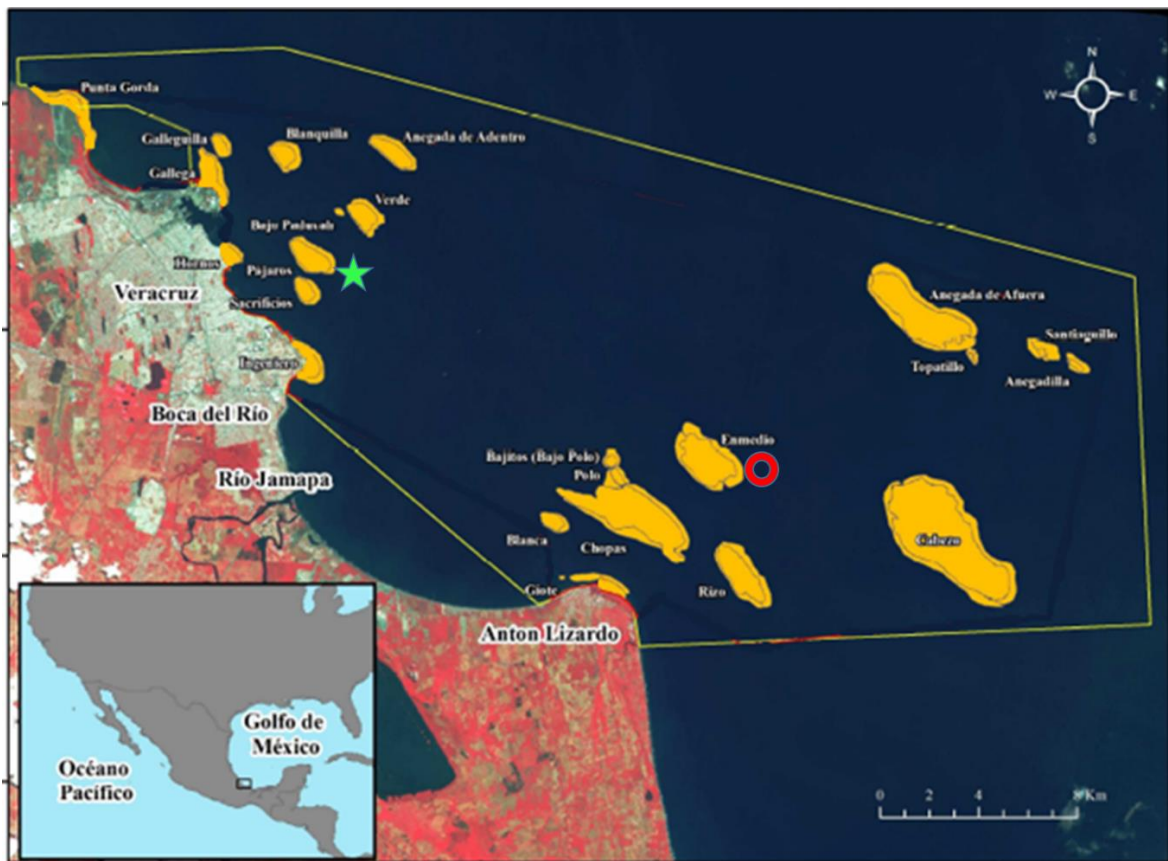 N
W E
S
Punta Gorda
Galleguilla
Blanquilla
Anegada de Adentro
Gallega
Verde
Bajo Paduzah
Hornos
Pájaros
Veracruz
Sacrificios
Anegada de Afuera
Santiaguillo
Ingeniero
Topatillo
Anegadilla
Boca del Río
Enmedio
Bajitos (Bajo Polo)
Polo
Río Jamapa
Blanca
Chopas
Cabezo
Giote
Rizo
Anton Lizardo
Golfo de
México
Océano
Pacífico
0 2 4 8 Km